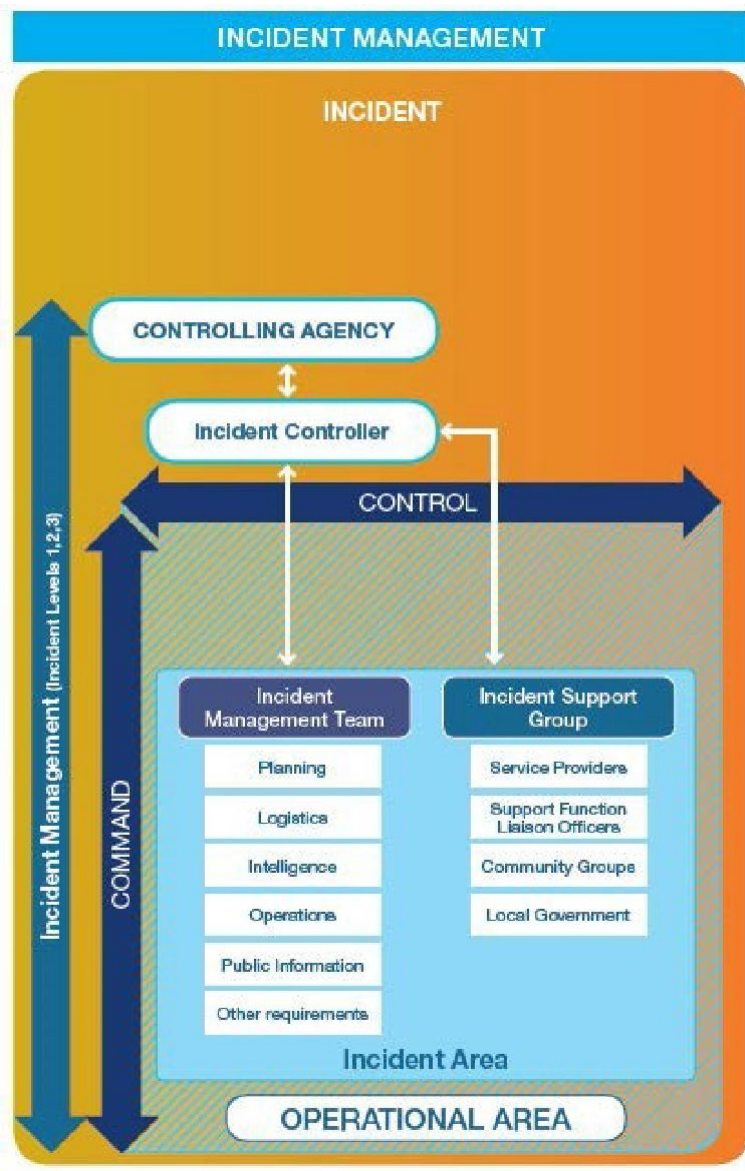 INCIDENT MANAGEMENT
INCIDENT
CONTROLLING AGENCY
Incident Controller
CONTROL
Incident Management (Incident Levels 1,2,3)
COMMAND
Incident
Management Team
Planning
Logistics
Intelligence
Operations
Public Information
Other requirements
Incident Support
Group
Service Providers
Support Function
Liaison Officers
Community Groups
Local Government
Incident Area
OPERATIONAL AREA